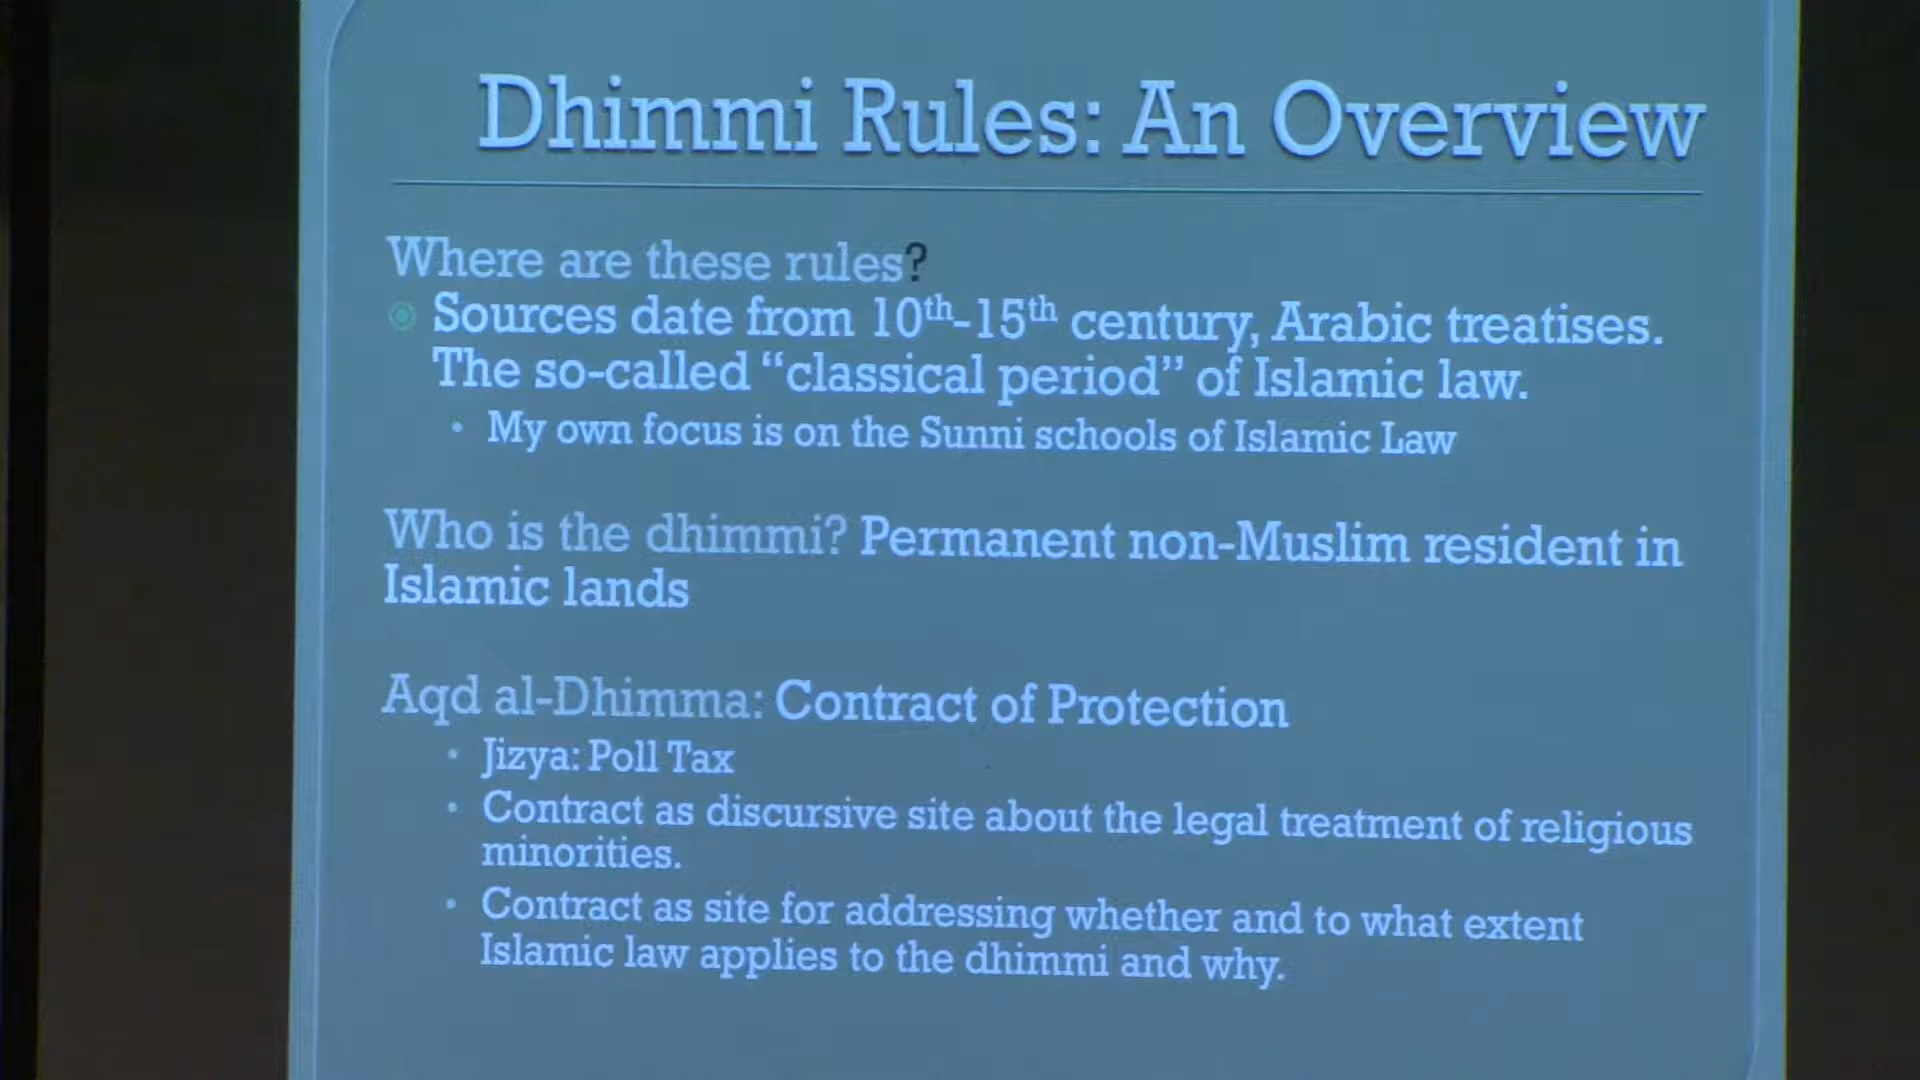 Dhimmi Rules: An Overview
Where are these rules?
Sources date from 10th-15th century, Arabic treatises.
The so-called “classical period” of Islamic law.
• My own focus is on the Sunni schools of Islamic Law
Who is the dhimmi? Permanent non-Muslim resident in
Islamic lands
Aqd al-Dhimma: Contract of Protection
• Jizya: Poll Tax
• Contract as discursive site about the legal treatment of religious
minorities.
• Contract as site for addressing whether and to what extent
Islamic law applies to the dhimmi and why.